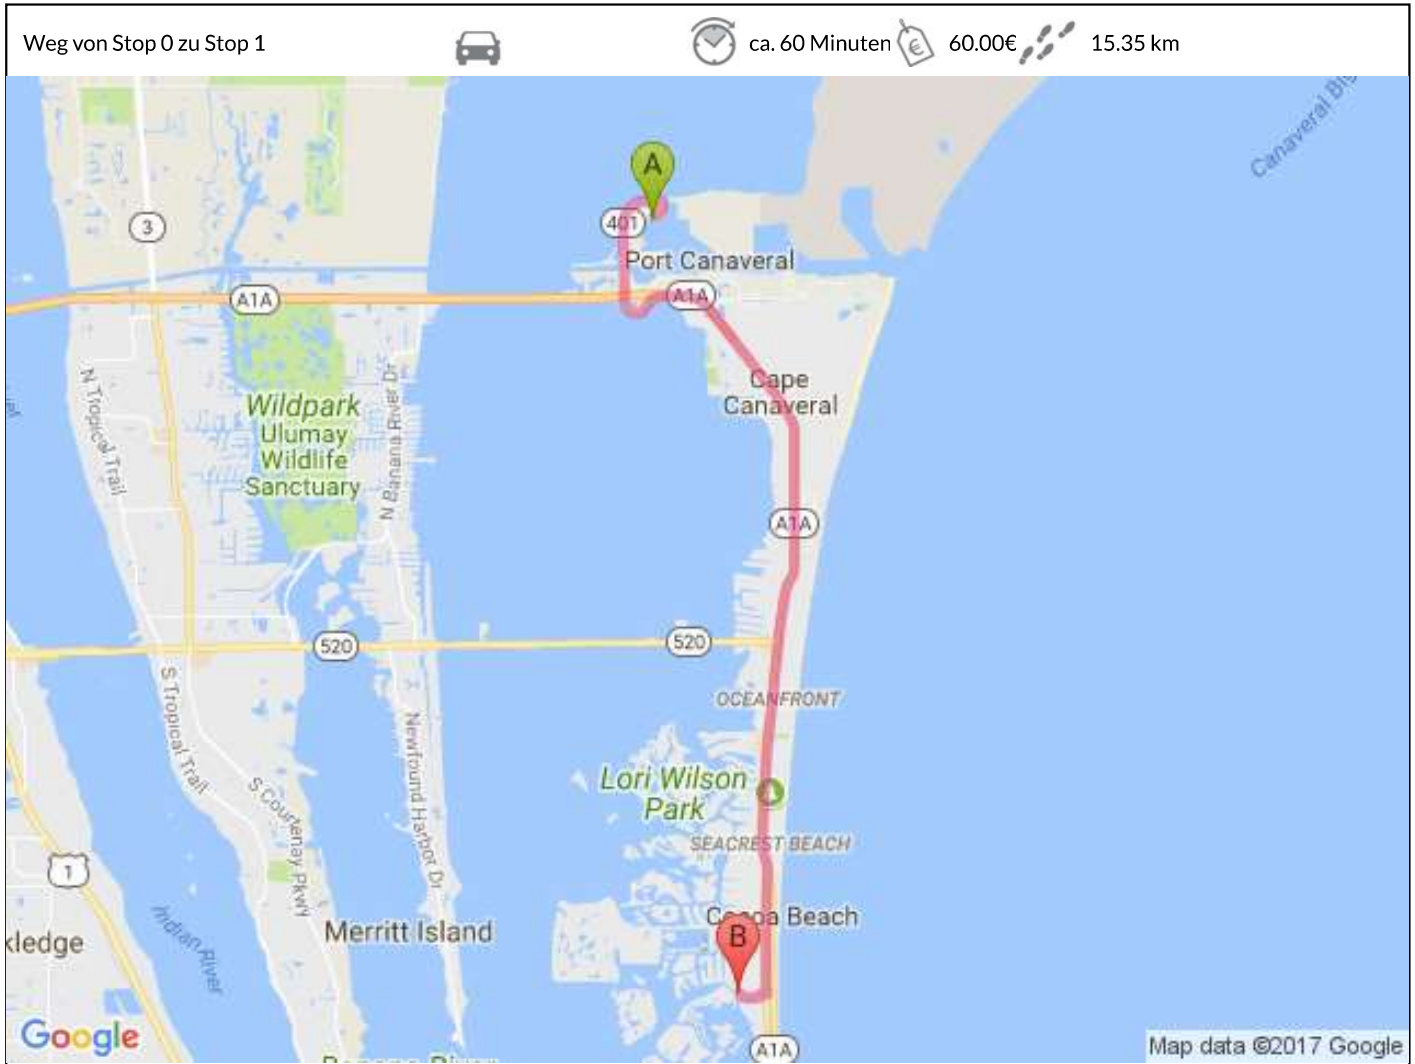 Weg von Stop 0 zu Stop 1
ca. 60 Minuten
€
60.00€
15.35 km
Canaveral
A
3
401
Port Canaveral
A1A
A1A
N Tropical Trail
N Banana River Dr
Cape
Canaveral
Wildpark
Ulumay
Wildlife
Sanctuary
A1A
520
520
S Tropical Trail
OCEANFRONT
Newfound Harbor Dr
Lori Wilson
Park
S Courtenay Pkwy
SEACREST BEACH
1
Indian River
Cocoa Beach
Merritt Island
B
kledge
Google
A1A
Map data ©2017 Google